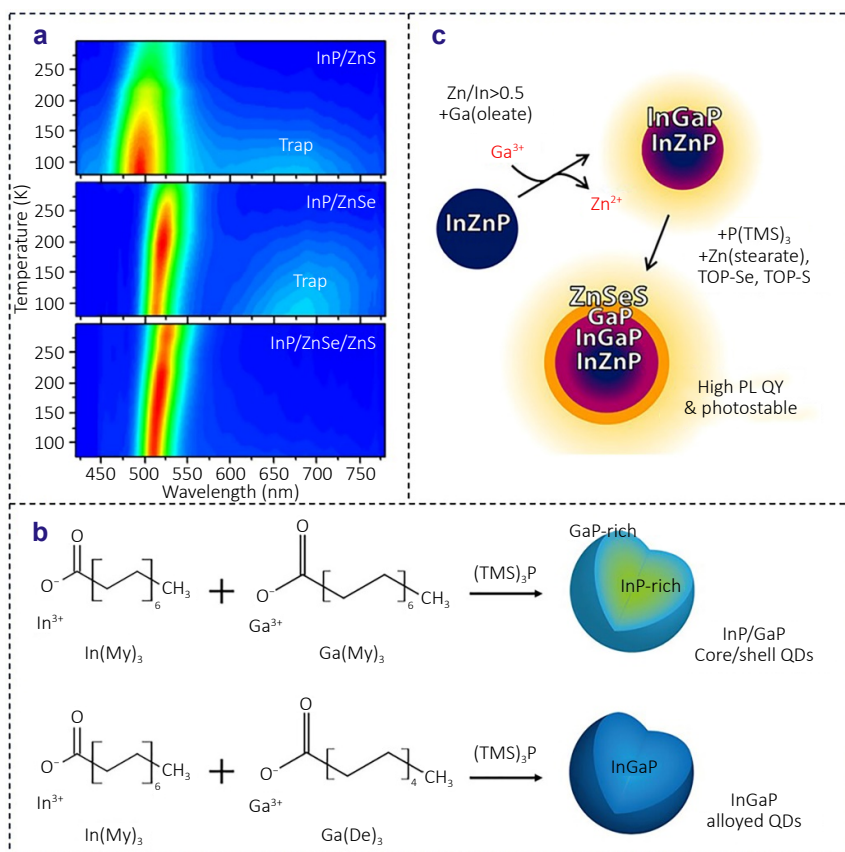 a
InP/ZnS
250
200
150
100
Trap
InP/ZnSe
250
200
150
100
Trap
InP/ZnSe/ZnS
250
200
150
100
Temperature (K)
450 500 550 600 650 700 750
Wavelength (nm)
c
Zn/In>0.5
+Ga(oleate)
Ga³⁺
Zn²⁺
InZnP
InGaP
InZnP
+P(TMS)₃
+Zn(stearate),
TOP-Se, TOP-S
ZnSeS
GaP
InGaP
InZnP
High PL QY
& photostable
b
O
O⁻
6
CH₃
In³⁺
In(My)₃
+
O
O⁻
6
CH₃
Ga³⁺
Ga(My)₃
(TMS)₃P
GaP-rich
InP-rich
InP/GaP
Core/shell QDs
O
O⁻
6
CH₃
In³⁺
In(My)₃
+
O
O⁻
4
CH₃
Ga³⁺
Ga(De)₃
(TMS)₃P
InGaP
InGaP
alloyed QDs